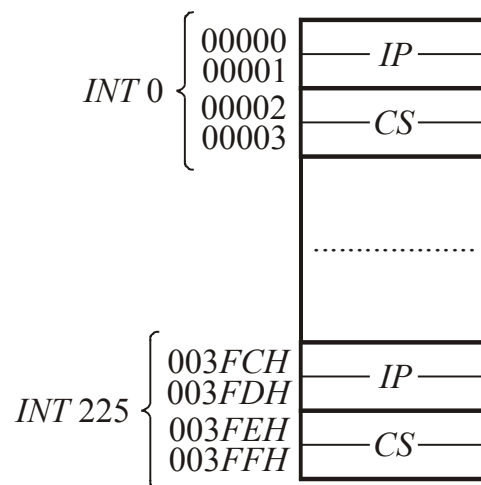 00000
IP
00001
INT 0
00002
CS
00003
....................
003FCH
IP
003FDH
INT 225
003FEH
CS
003FFH